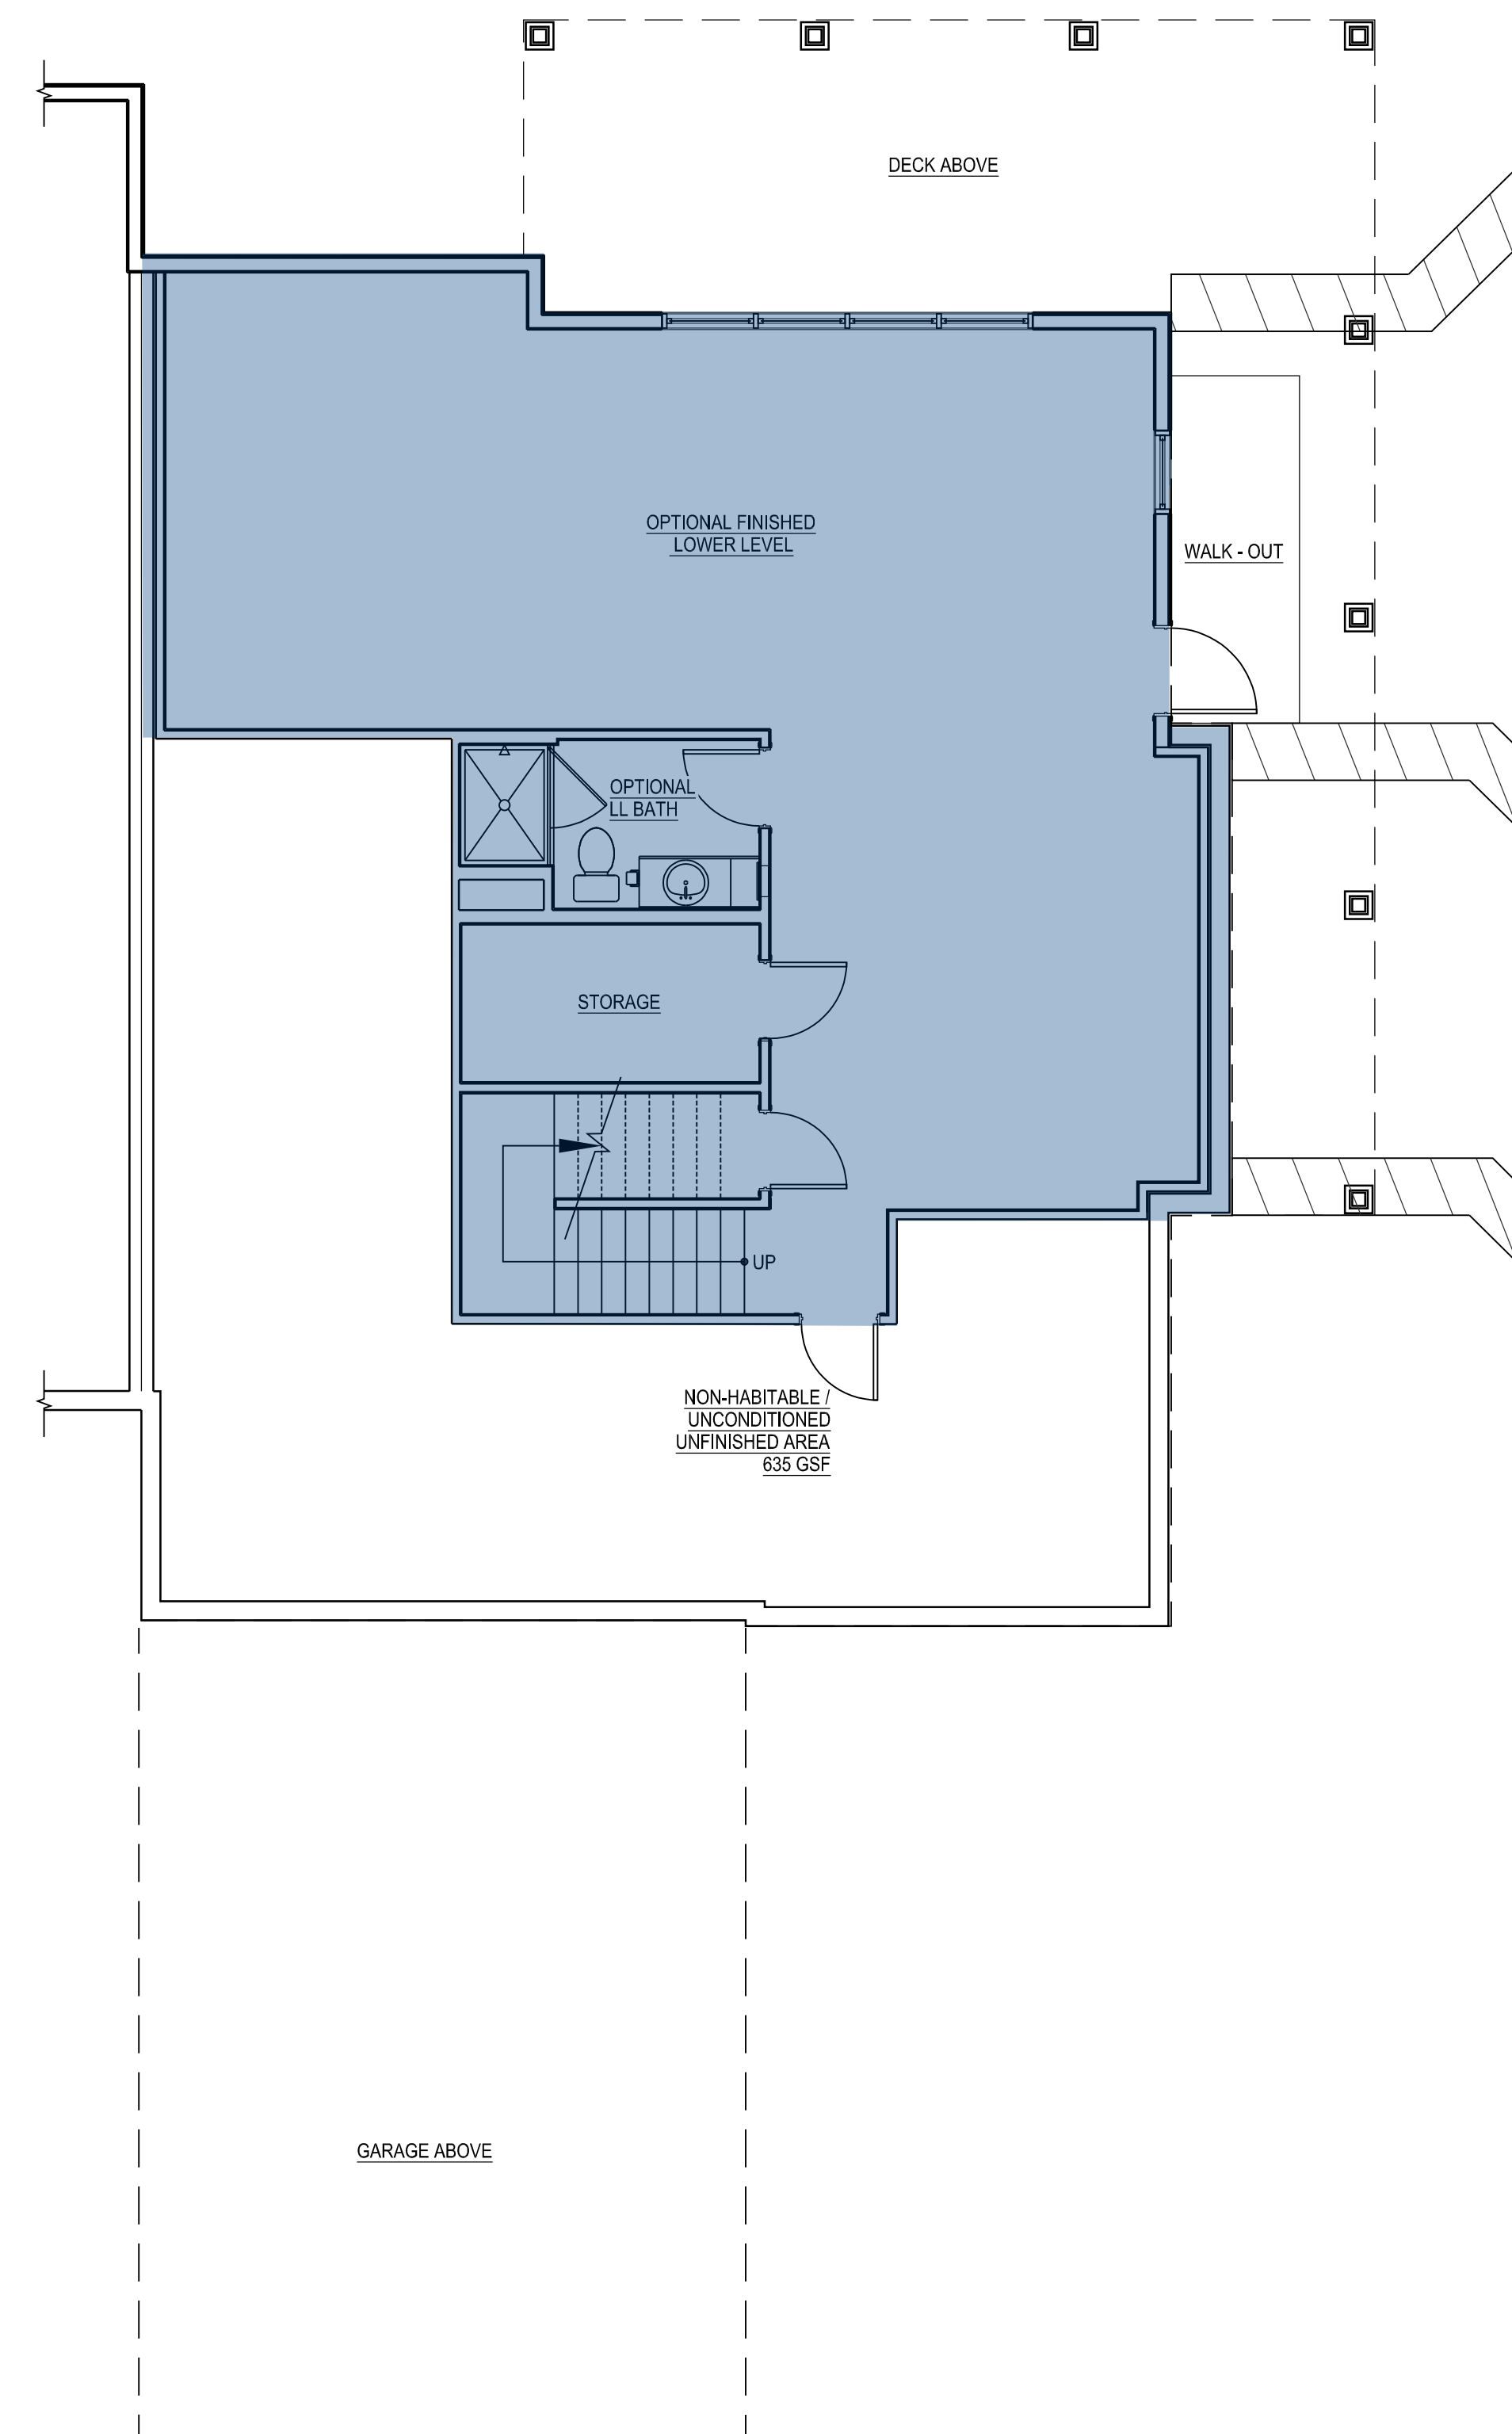 DECK ABOVE
OPTIONAL FINISHED
LOWER LEVEL
WALK - OUT
OPTIONAL
LL BATH
STORAGE
UP
NON-HABITABLE /
UNCONDITIONED
UNFINISHED AREA
635 GSF
GARAGE ABOVE